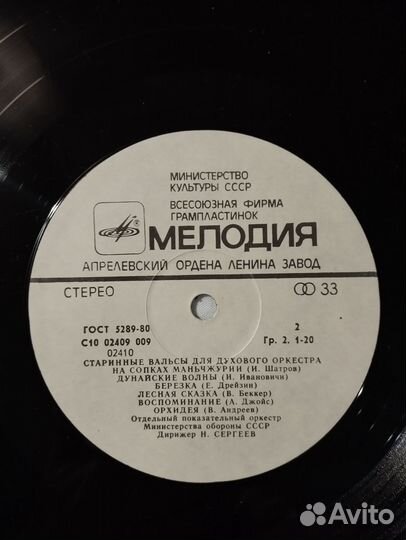 МИНИСТЕРСТВО
КУЛЬТУРЫ СССР
ВСЕСОЮЗНАЯ ФИРМА
ГРАМПЛАСТИНОК
МЕЛОДИЯ
АПРЕЛЕВСКИЙ ОРДЕНА ЛЕНИНА ЗАВОД
СТЕРЕО 33
ГОСТ 5289-80 2
С10 02409 009 Гр. 2. 1-20
02410
СТАРИННЫЕ ВАЛЬСЫ ДЛЯ ДУХОВОГО ОРКЕСТРА
НА СОПКАХ МАНЬЧЖУРИИ (И. Шатров)
ДУНАЙСКИЕ ВОЛНЫ (И. Иванович)
БЕРЕЗКА (Е. Дрейзин)
ЛЕСНАЯ СКАЗКА (В. Беккер)
ВОСПОМИНАНИЕ (А. Джойс)
ОРХИДЕЯ (В. Андреев)
Отдельный показательный оркестр
Министерства обороны СССР
Дирижер Н. СЕРГЕЕВ
Avito